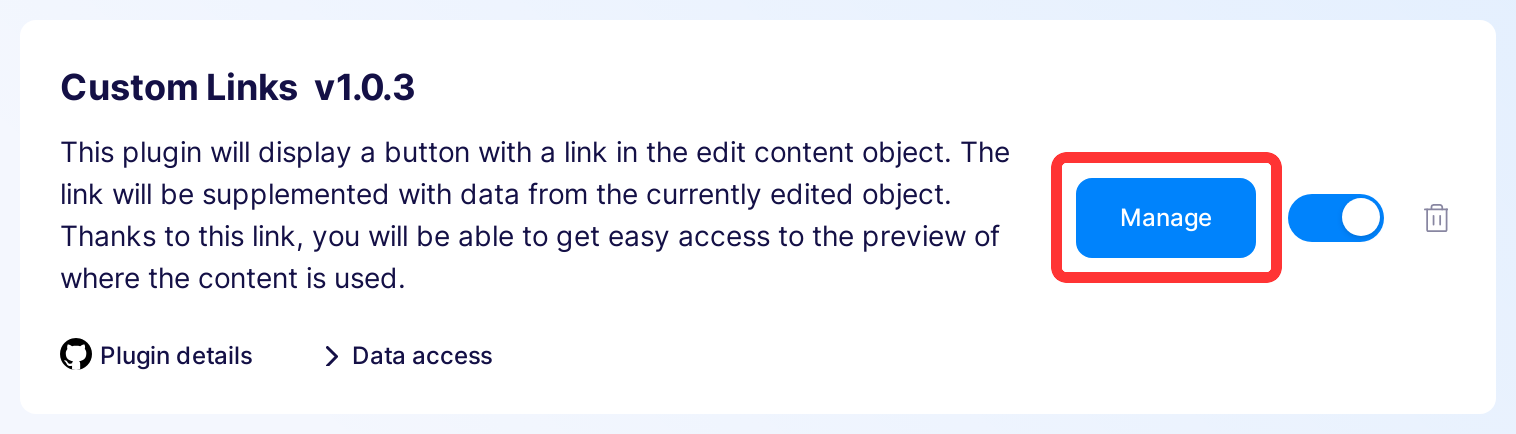 Custom Links v1.0.3
This plugin will display a button with a link in the edit content object. The
link will be supplemented with data from the currently edited object.
Thanks to this link, you will be able to get easy access to the preview of
where the content is used.
Manage
Plugin details
Data access